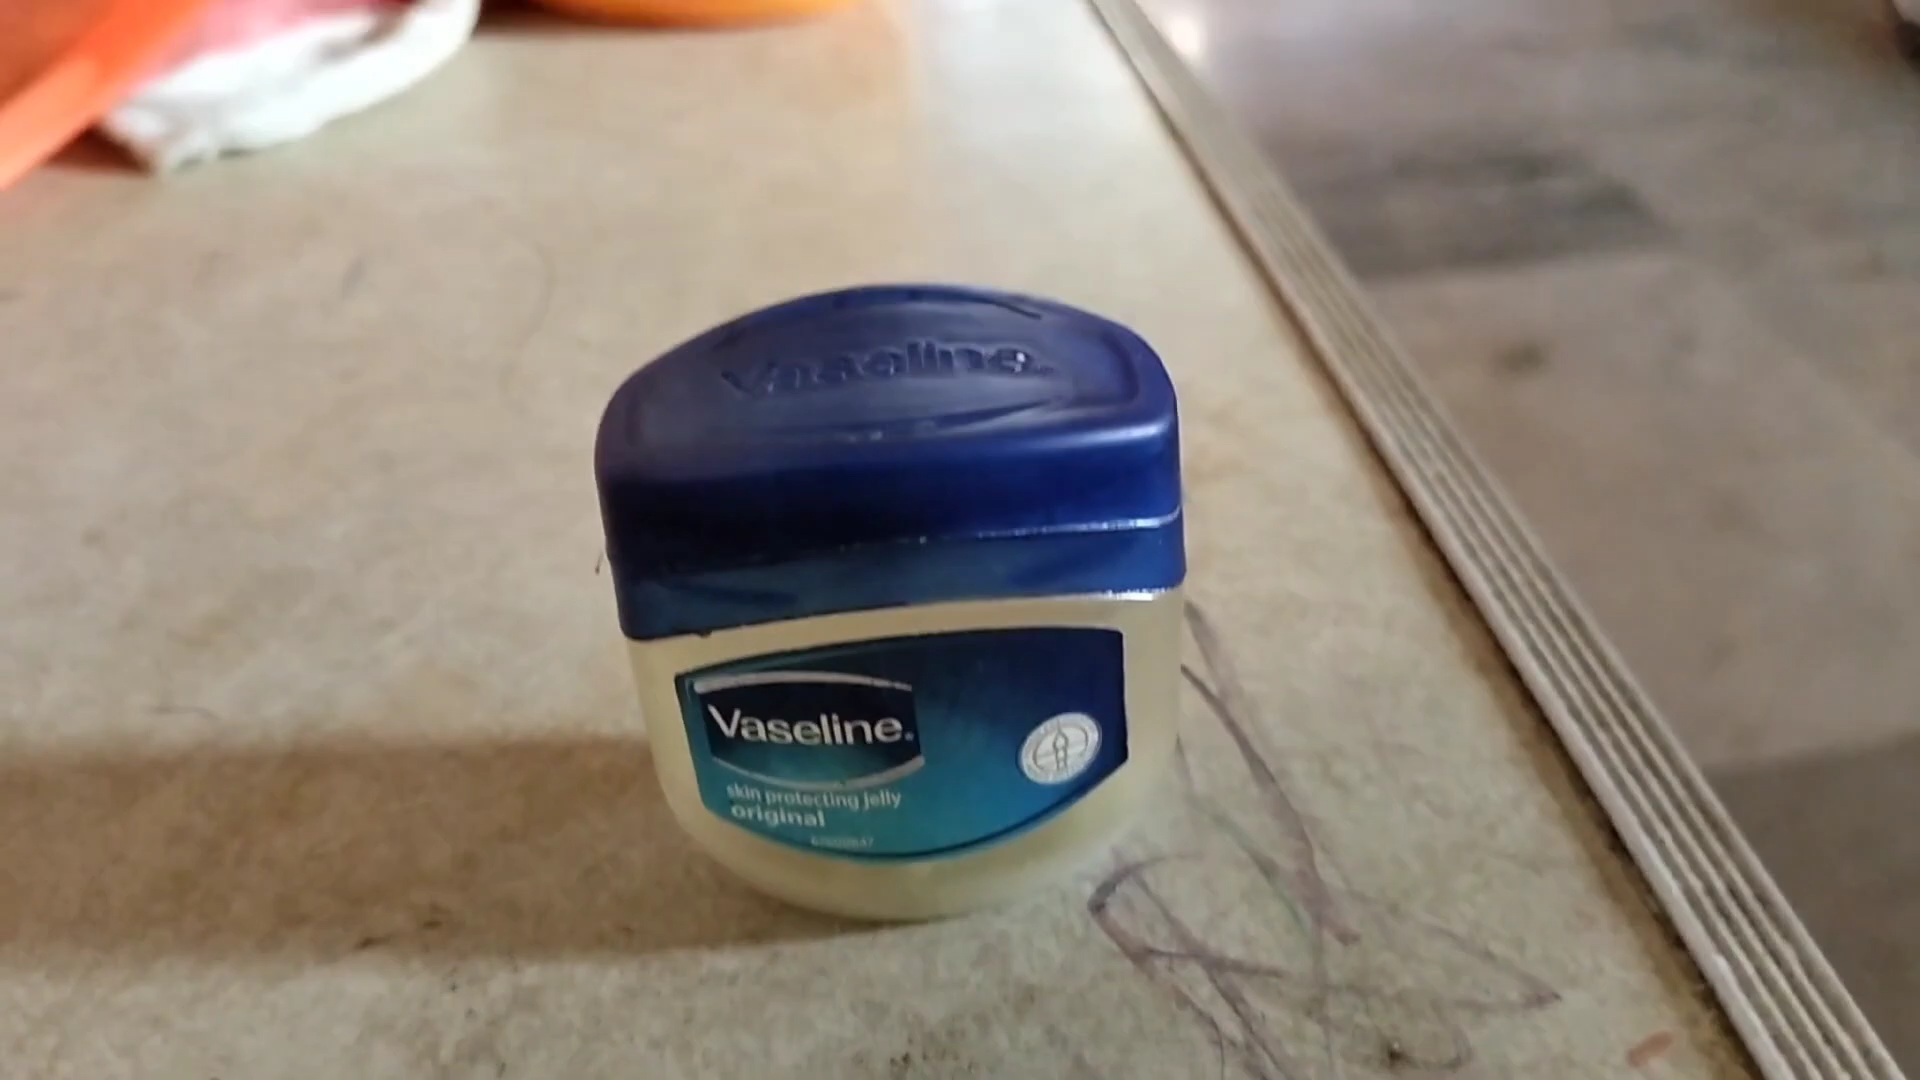 Vaseline.
Vaseline.
skin protecting jelly
original